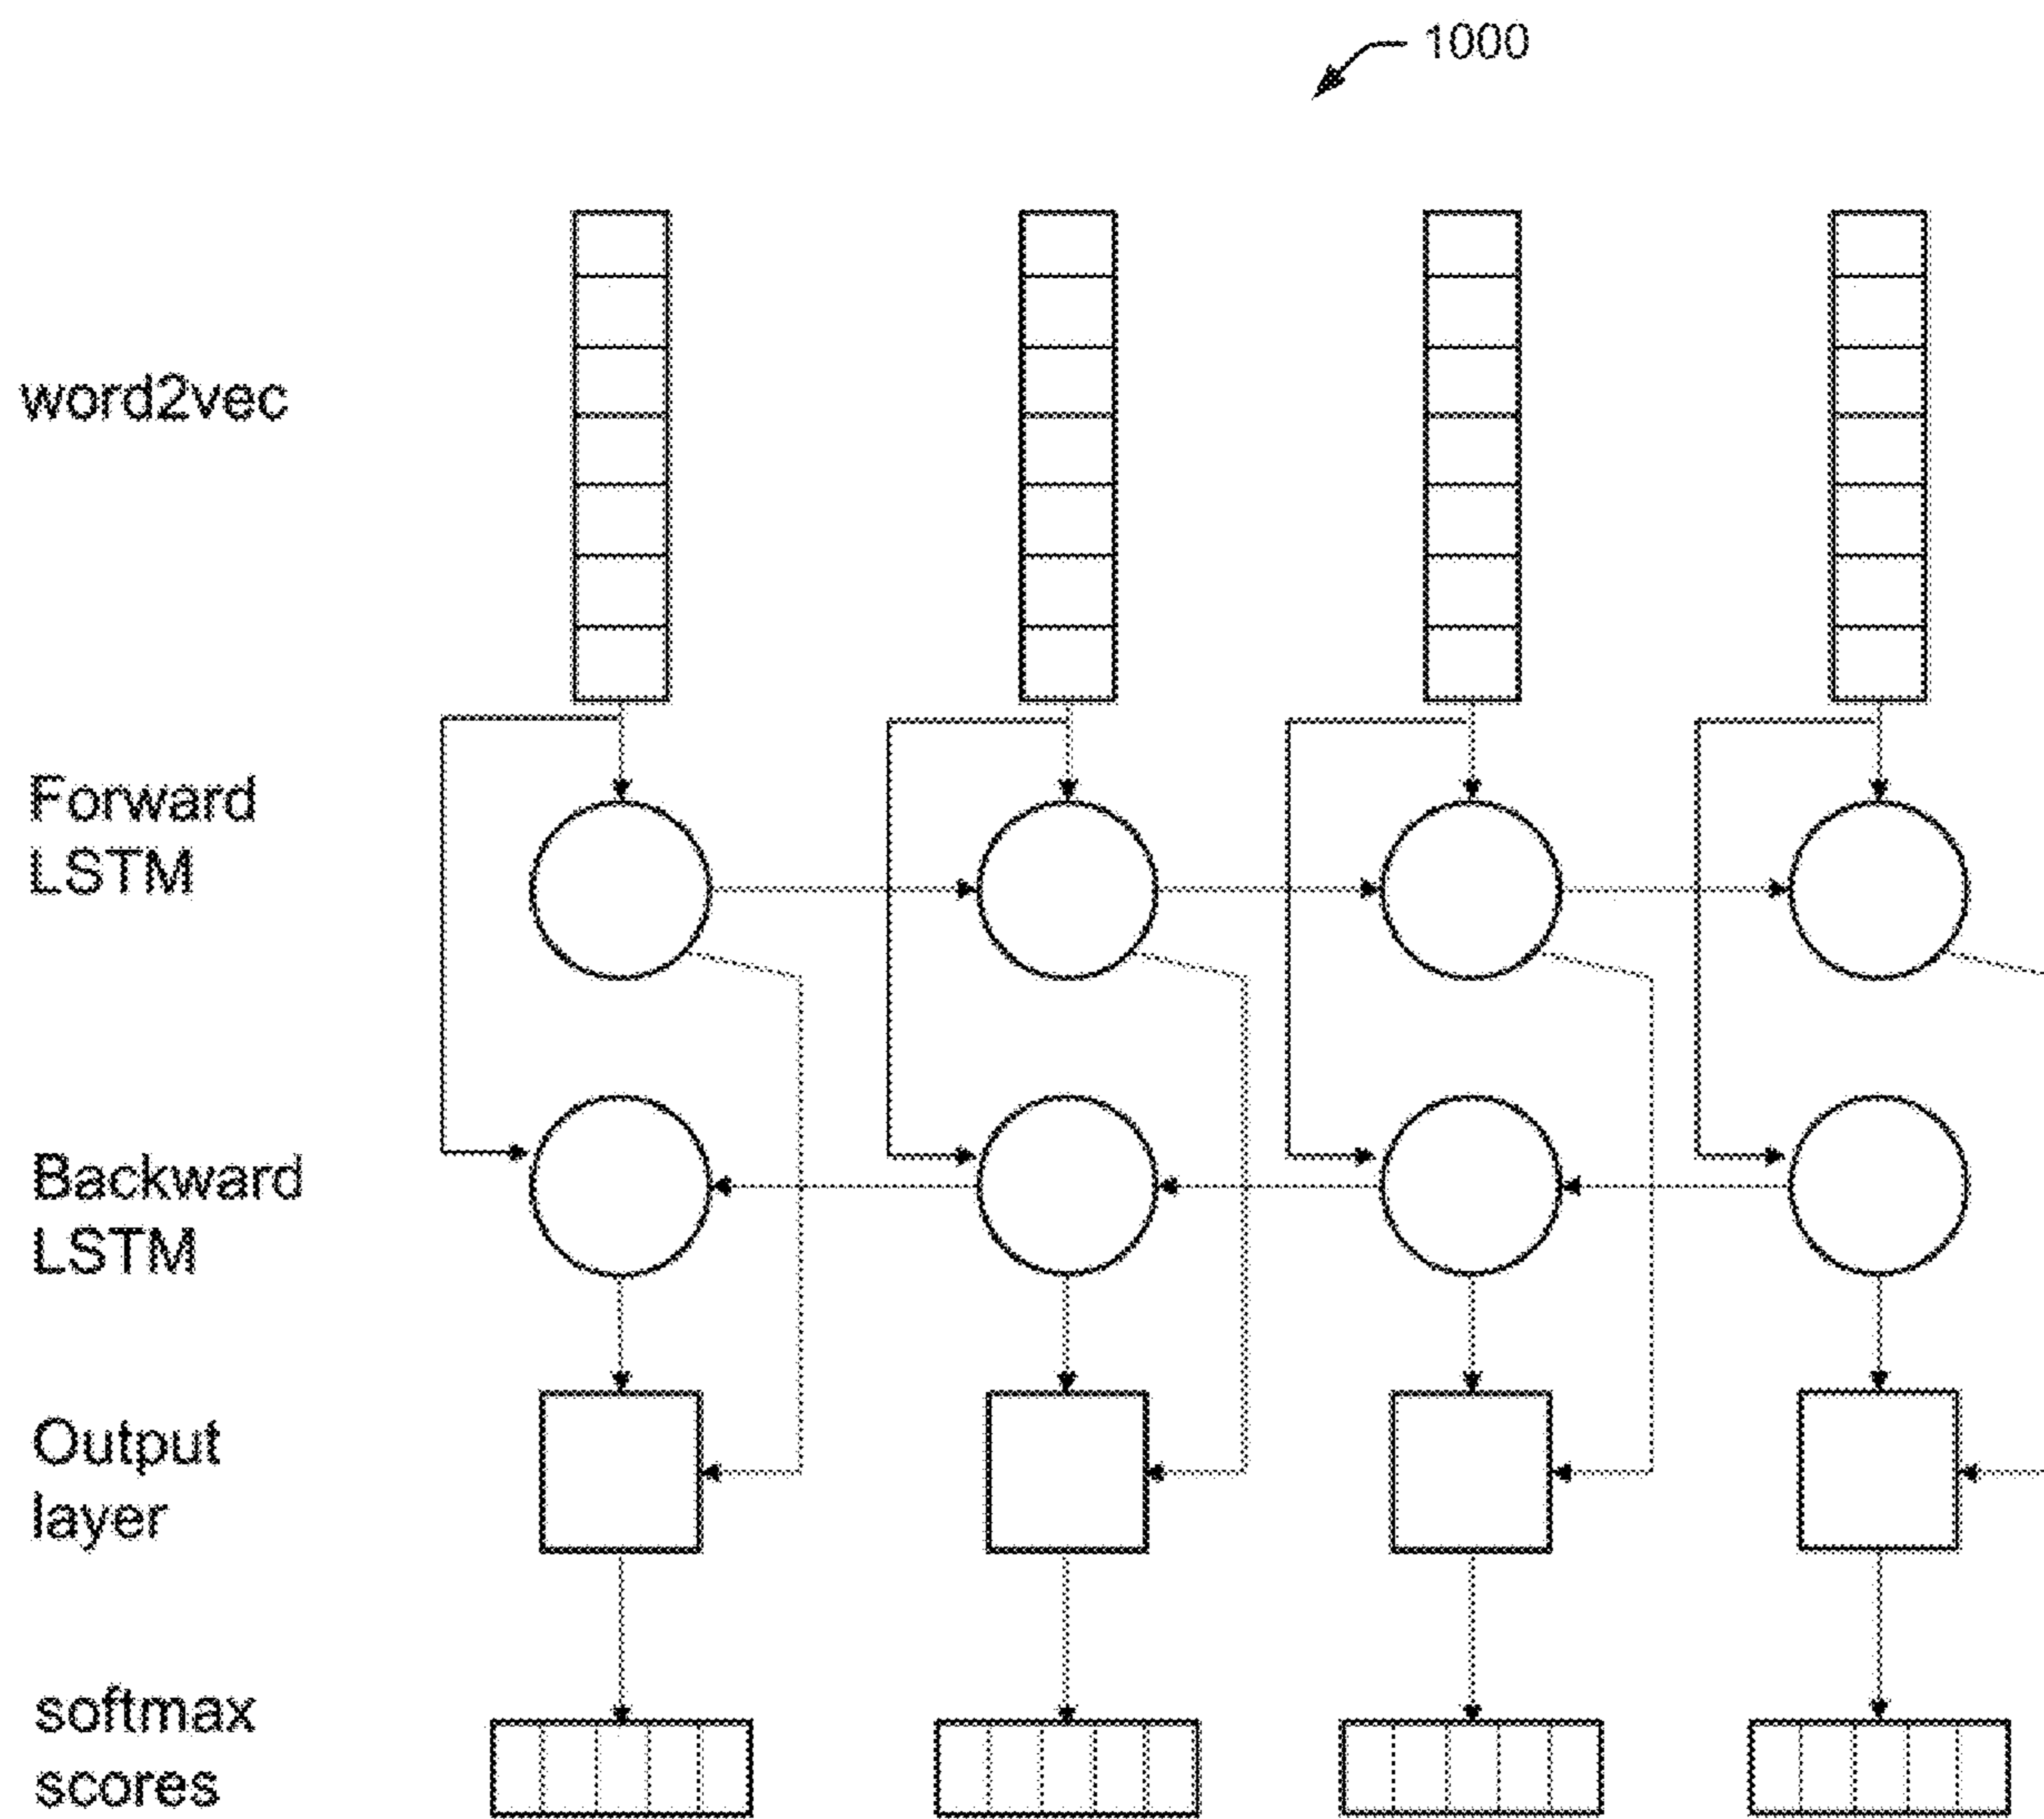 1000
word2vec
Forward
LSTM
Backward
LSTM
Output
layer
softmax
scores